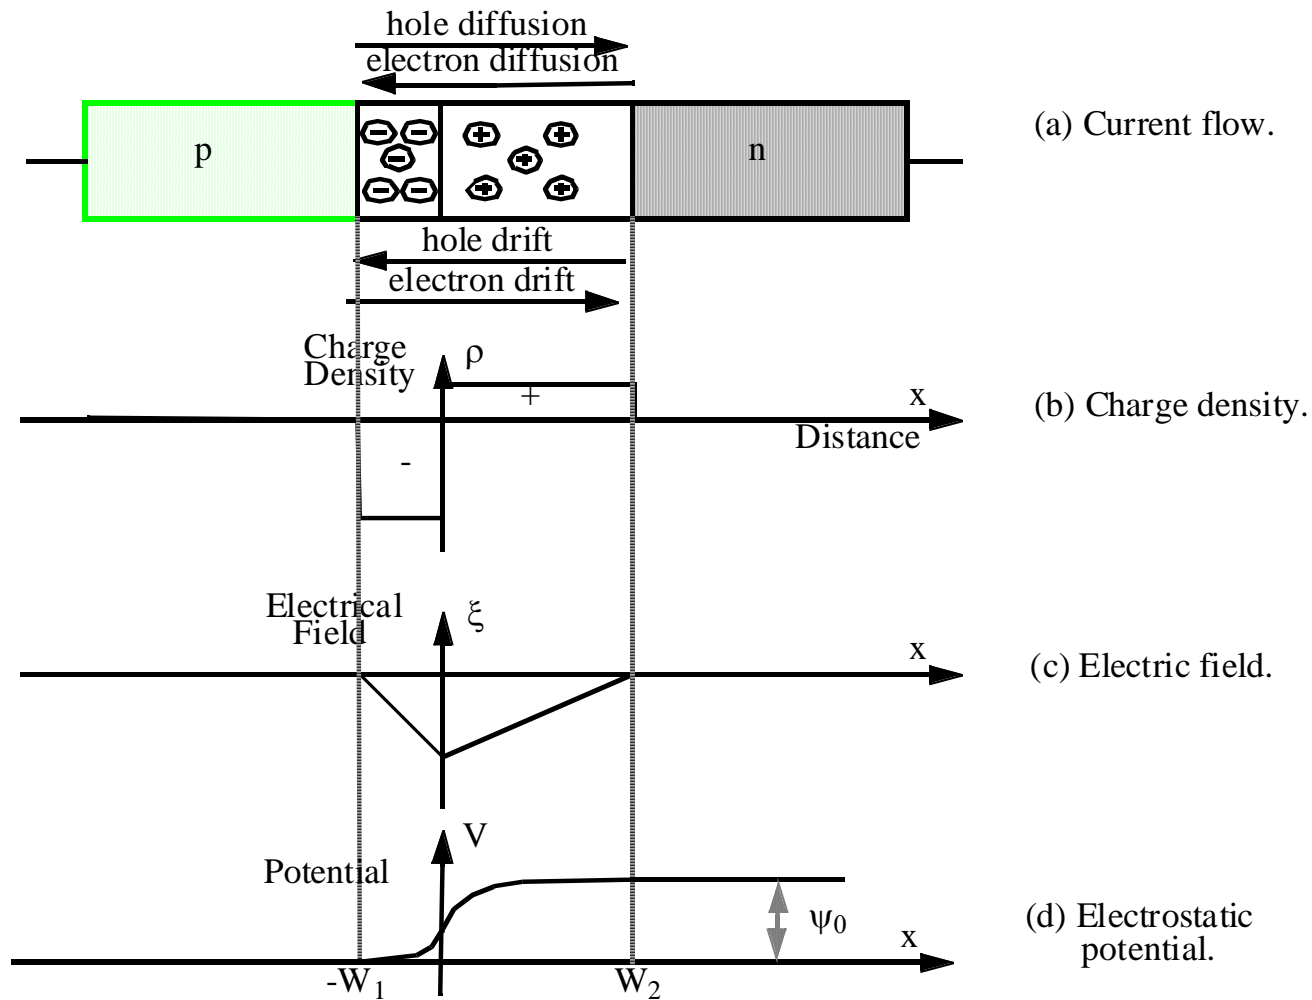 hole diffusion
electron diffusion
(a) Current flow.
p
n
hole drift
electron drift
Charge
Density
ρ
+
x
(b) Charge density.
Distance
-
Electrical
Field
ξ
x
(c) Electric field.
V
Potential
ψ0
(d) Electrostatic
potential.
x
-W1
W2